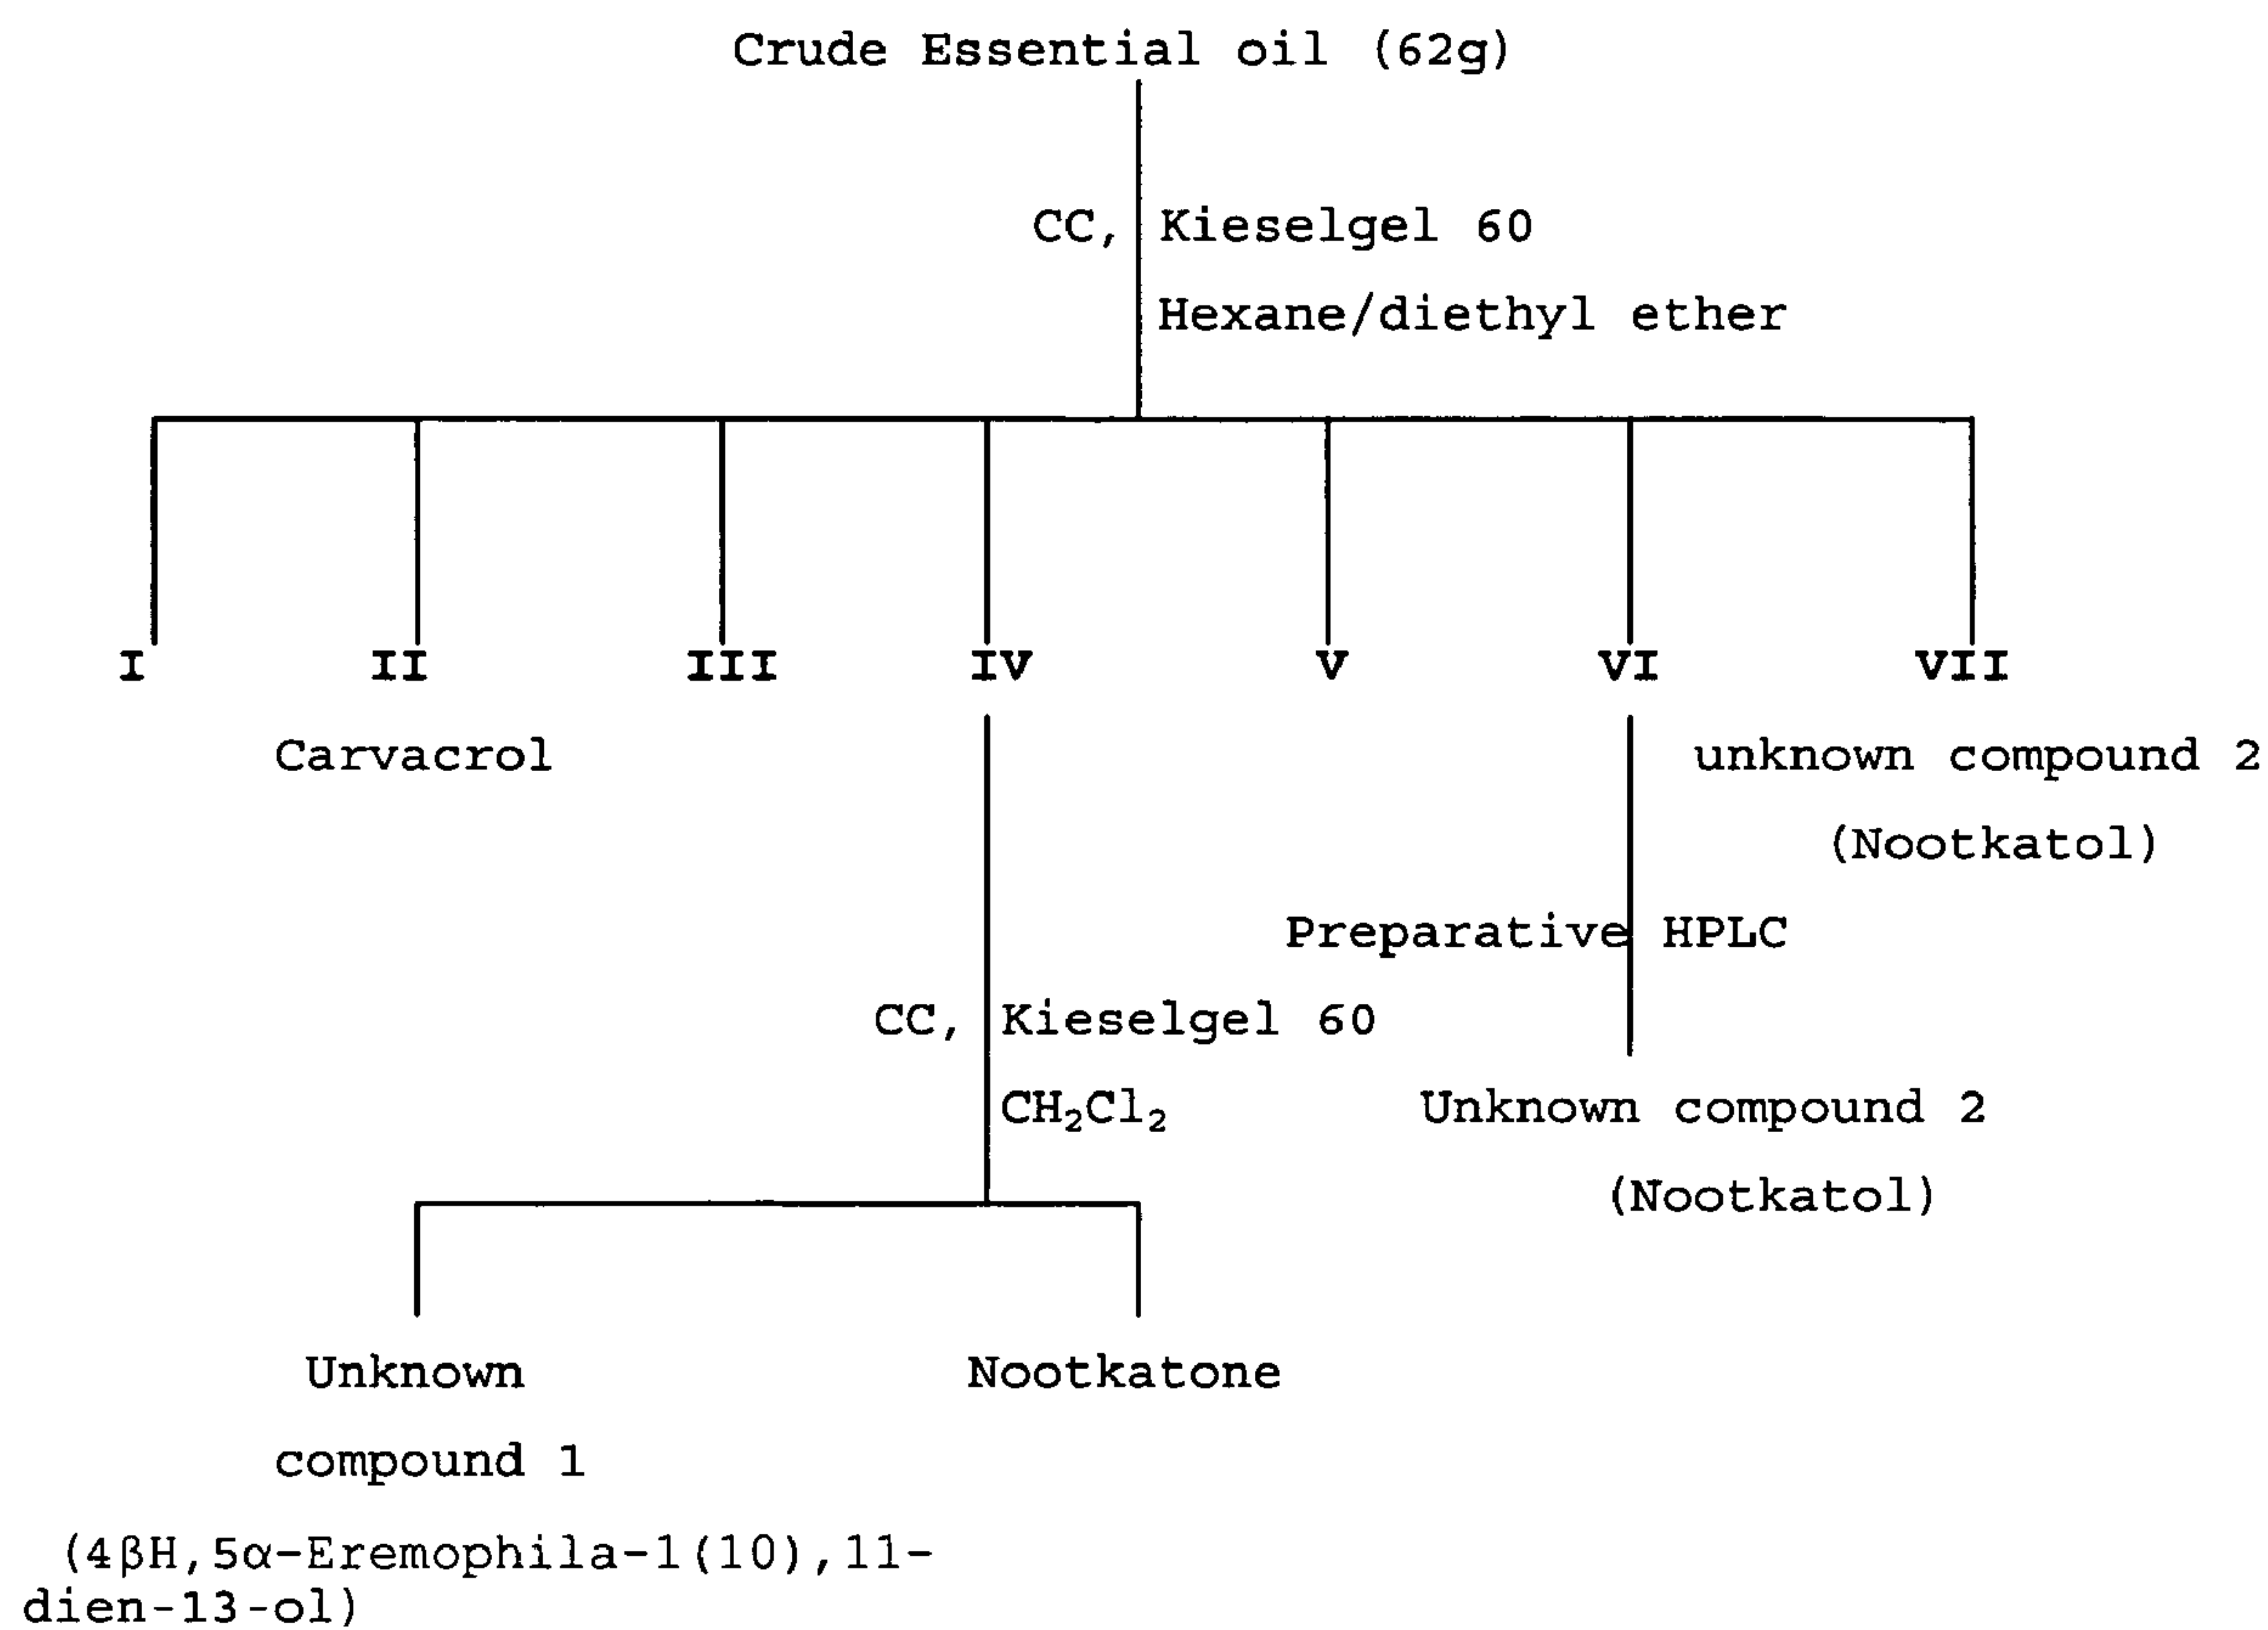 Crude Essential oil (62g)
CC, Kieselgel 60
Hexane/diethyl ether
I II III IV V VI VII
Carvacrol
unknown compound 2
(Nootkatol)
Preparative HPLC
CC, Kieselgel 60
CH₂Cl₂
Unknown compound 2
(Nootkatol)
Unknown
compound 1
Nootkatone
(4βH,5α-Eremophila-1(10),11-
dien-13-ol)